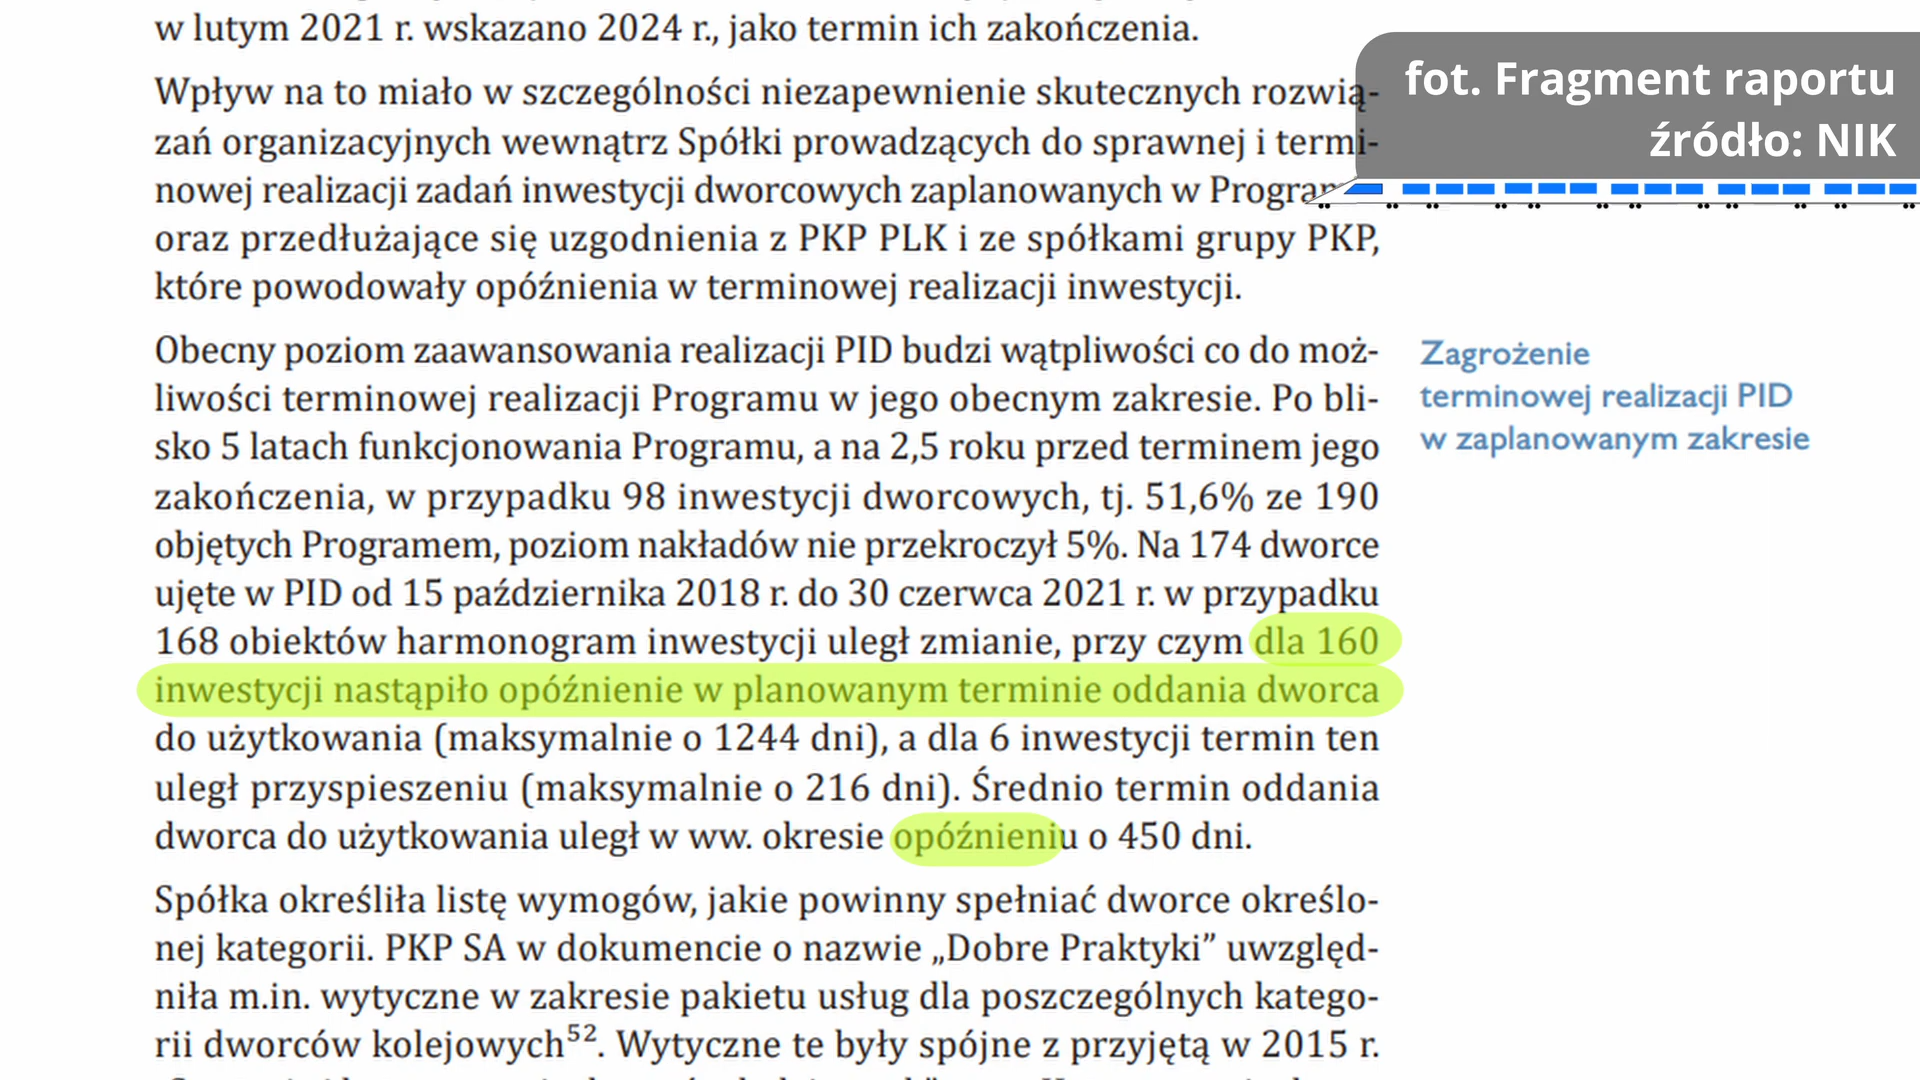 w lutym 2021 r. wskazano 2024 r., jako termin ich zakończenia.
fot. Fragment raportu
źródło: NIK
Wpływ na to miało w szczególności niezapewnienie skutecznych rozwią-
zań organizacyjnych wewnątrz Spółki prowadzących do sprawnej i termi-
nowej realizacji zadań inwestycji dworcowych zaplanowanych w Progra
oraz przedłużające się uzgodnienia z PKP PLK i ze spółkami grupy PKP,
które powodowały opóźnienia w terminowej realizacji inwestycji.
Obecny poziom zaawansowania realizacji PID budzi wątpliwości co do moż-
liwości terminowej realizacji Programu w jego obecnym zakresie. Po bli-
sko 5 latach funkcjonowania Programu, a na 2,5 roku przed terminem jego
zakończenia, w przypadku 98 inwestycji dworcowych, tj. 51,6% ze 190
objętych Programem, poziom nakładów nie przekroczył 5%. Na 174 dworce
ujęte w PID od 15 października 2018 r. do 30 czerwca 2021 r. w przypadku
168 obiektów harmonogram inwestycji uległ zmianie, przy czym dla 160
inwestycji nastąpiło opóźnienie w planowanym terminie oddania dworca
do użytkowania (maksymalnie o 1244 dni), a dla 6 inwestycji termin ten
uległ przyspieszeniu (maksymalnie o 216 dni). Średnio termin oddania
dworca do użytkowania uległ w ww. okresie opóźnieniu o 450 dni.
Zagrożenie
terminowej realizacji PID
w zaplanowanym zakresie
Spółka określiła listę wymogów, jakie powinny spełniać dworce określo-
nej kategorii. PKP SA w dokumencie o nazwie „Dobre Praktyki” uwzględ-
niła m.in. wytyczne w zakresie pakietu usług dla poszczególnych katego-
rii dworców kolejowych⁵². Wytyczne te były spójne z przyjętą w 2015 r.